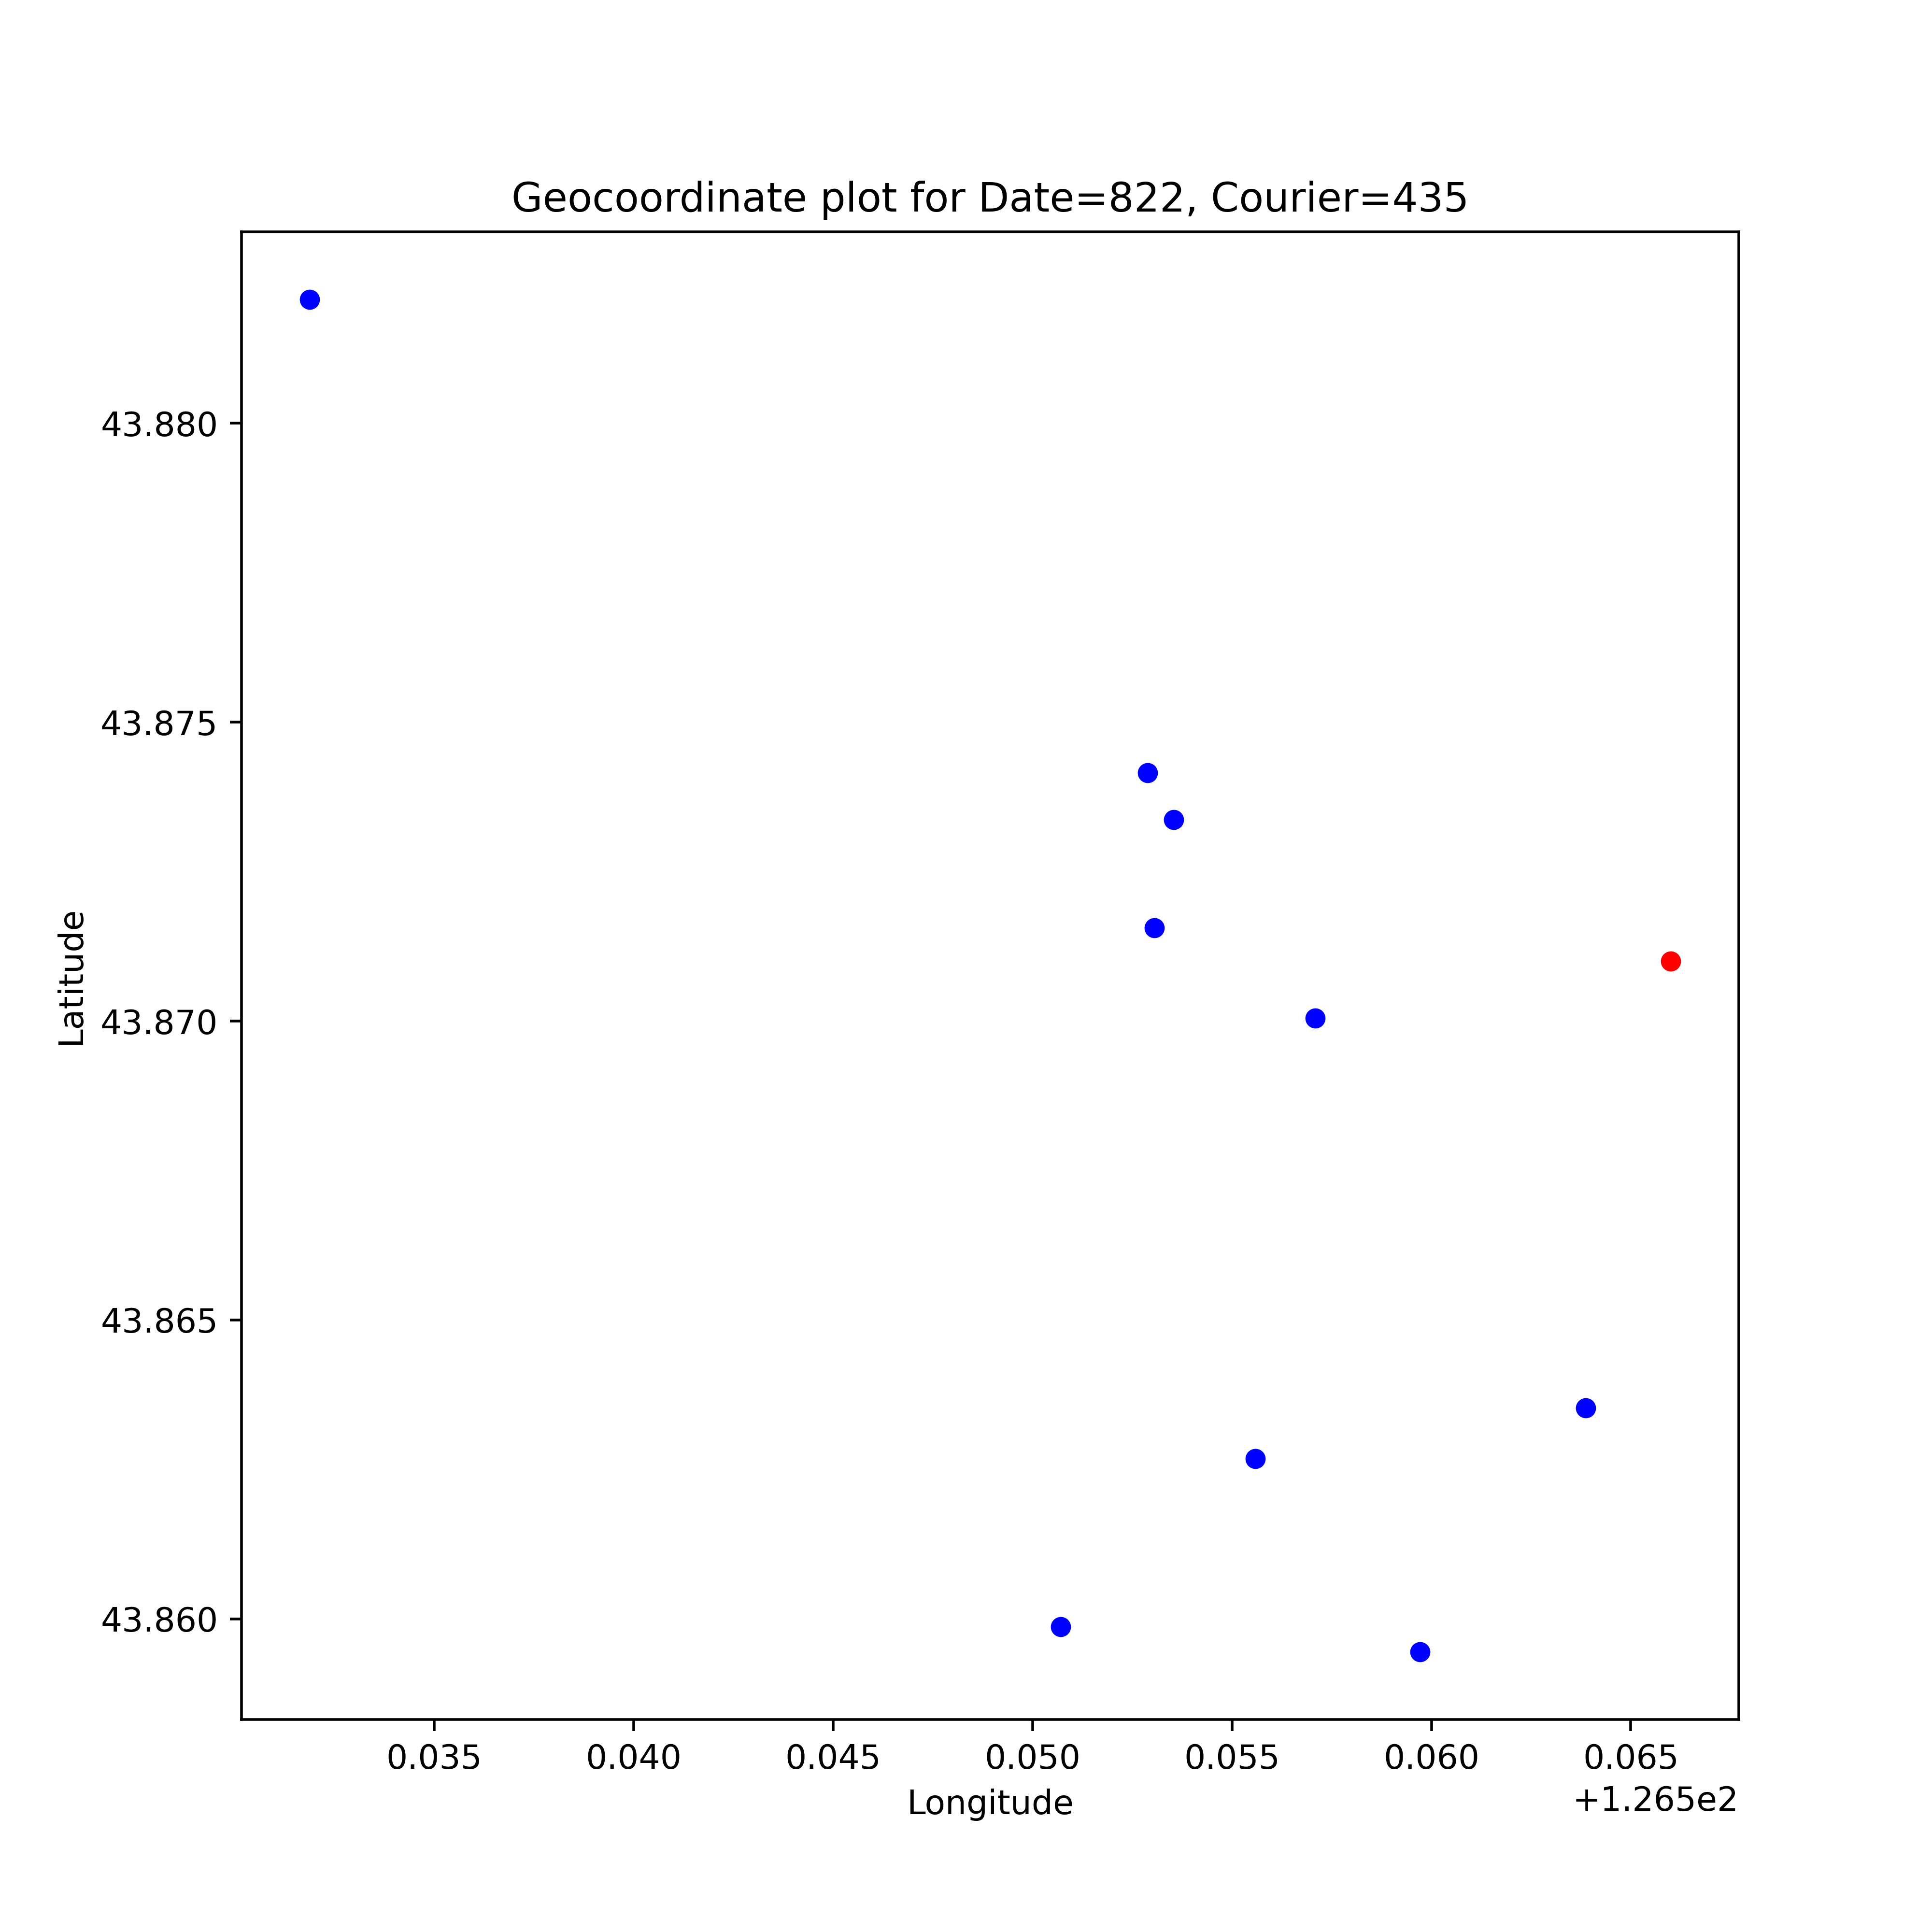 Geocoordinate plot for Date=822, Courier=435
43.880
43.875
43.870
43.865
43.860
Latitude
0.035 0.040 0.045 0.050 0.055 0.060 0.065
+1.265e2
Longitude